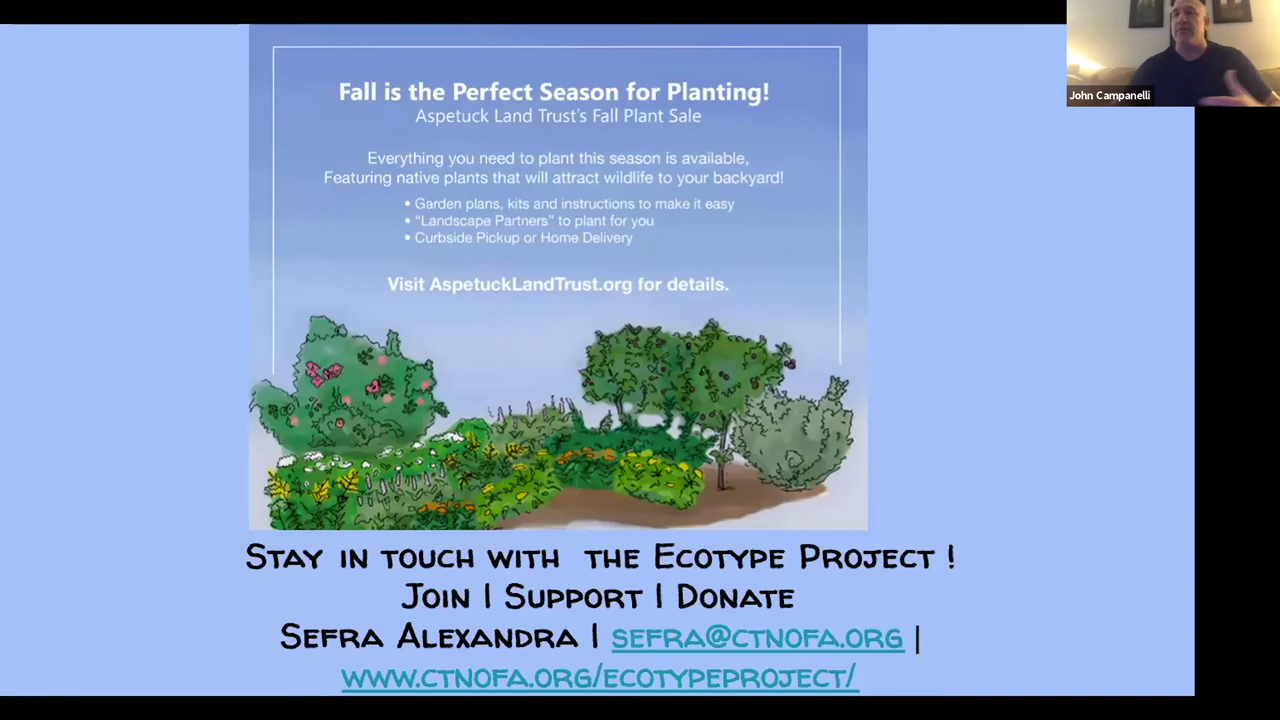 Fall is the Perfect Season for Planting!
Aspetuck Land Trust's Fall Plant Sale
Everything you need to plant this season is available,
Featuring native plants that will attract wildlife to your backyard!
• Garden plans, kits and instructions to make it easy
• "Landscape Partners" to plant for you
• Curbside Pickup or Home Delivery
Visit AspetuckLandTrust.org for details.
John Campanelli
Stay in touch with the Ecotype Project !
Join | Support | Donate
Sefra Alexandra | sefra@ctnofa.org |
www.ctnofa.org/ecotypeproject/